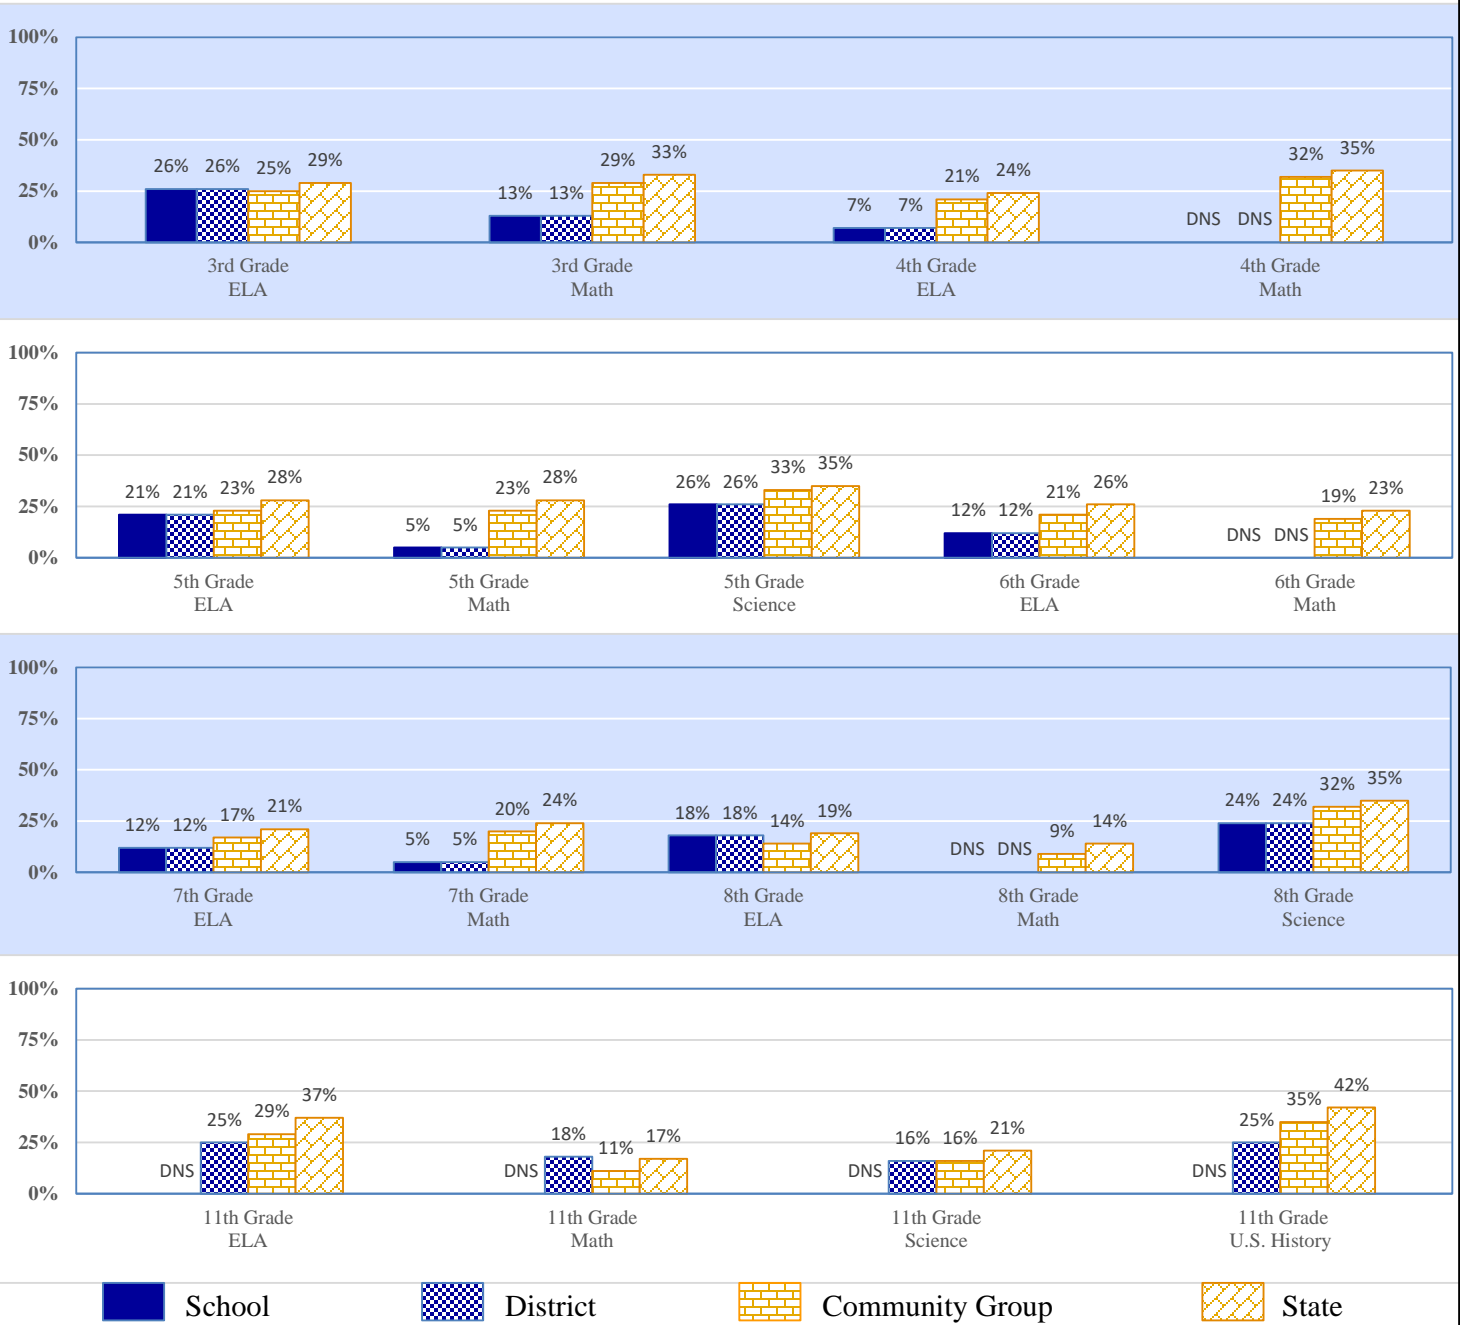 100%
75%
50%
25%
0%
26% 26% 25% 29%
13% 13% 29% 33%
7% 7% 21% 24%
DNS DNS 32% 35%
3rd Grade
ELA
3rd Grade
Math
4th Grade
ELA
4th Grade
Math
100%
75%
50%
25%
0%
21% 21% 23% 28%
5% 5% 23% 28%
26% 26% 33% 35%
12% 12% 21% 26%
DNS DNS 19% 23%
5th Grade
ELA
5th Grade
Math
5th Grade
Science
6th Grade
ELA
6th Grade
Math
100%
75%
50%
25%
0%
12% 12% 17% 21%
5% 5% 20% 24%
18% 18% 14% 19%
DNS DNS 9% 14%
24% 24% 32% 35%
7th Grade
ELA
7th Grade
Math
8th Grade
ELA
8th Grade
Math
8th Grade
Science
100%
75%
50%
25%
0%
DNS 25% 29% 37%
DNS 18% 11% 17%
DNS 16% 16% 21%
DNS 25% 35% 42%
11th Grade
ELA
11th Grade
Math
11th Grade
Science
11th Grade
U.S. History
School District Community Group State